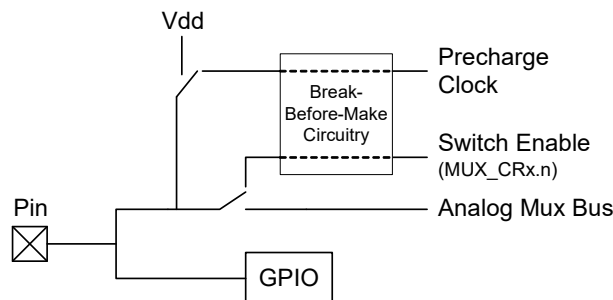 Vdd
Precharge
Clock
Break-
Before-Make
Circuitry
Switch Enable
(MUX_CRx.n)
Pin
Analog Mux Bus
GPIO